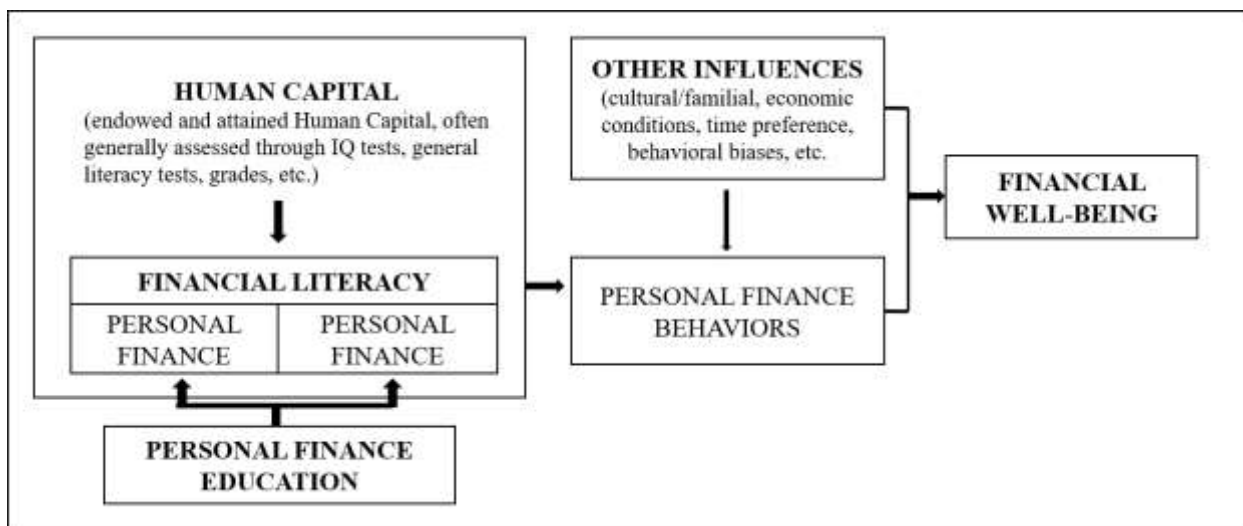 HUMAN CAPITAL
(endowed and attained Human Capital, often
generally assessed through IQ tests, general
literacy tests, grades, etc.)
FINANCIAL LITERACY
PERSONAL
FINANCE
PERSONAL
FINANCE
PERSONAL FINANCE
EDUCATION
OTHER INFLUENCES
(cultural/familial, economic
conditions, time preference,
behavioral biases, etc.
PERSONAL FINANCE
BEHAVIORS
FINANCIAL
WELL-BEING